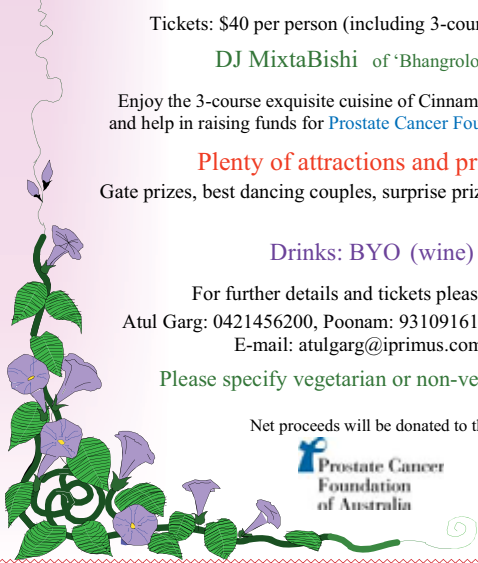 Tickets: $40 per person (including 3-cour
DJ MixtaBishi of ‘Bhangrolo
Enjoy the 3-course exquisite cuisine of Cinnam
and help in raising funds for Prostate Cancer Fou
Plenty of attractions and pr
Gate prizes, best dancing couples, surprise priz
Drinks: BYO (wine)
For further details and tickets pleas
Atul Garg: 0421456200, Poonam: 93109161
E-mail: atulgarg@iprimus.com
Please specify vegetarian or non-ve
Net proceeds will be donated to th
Prostate Cancer
Foundation
of Australia